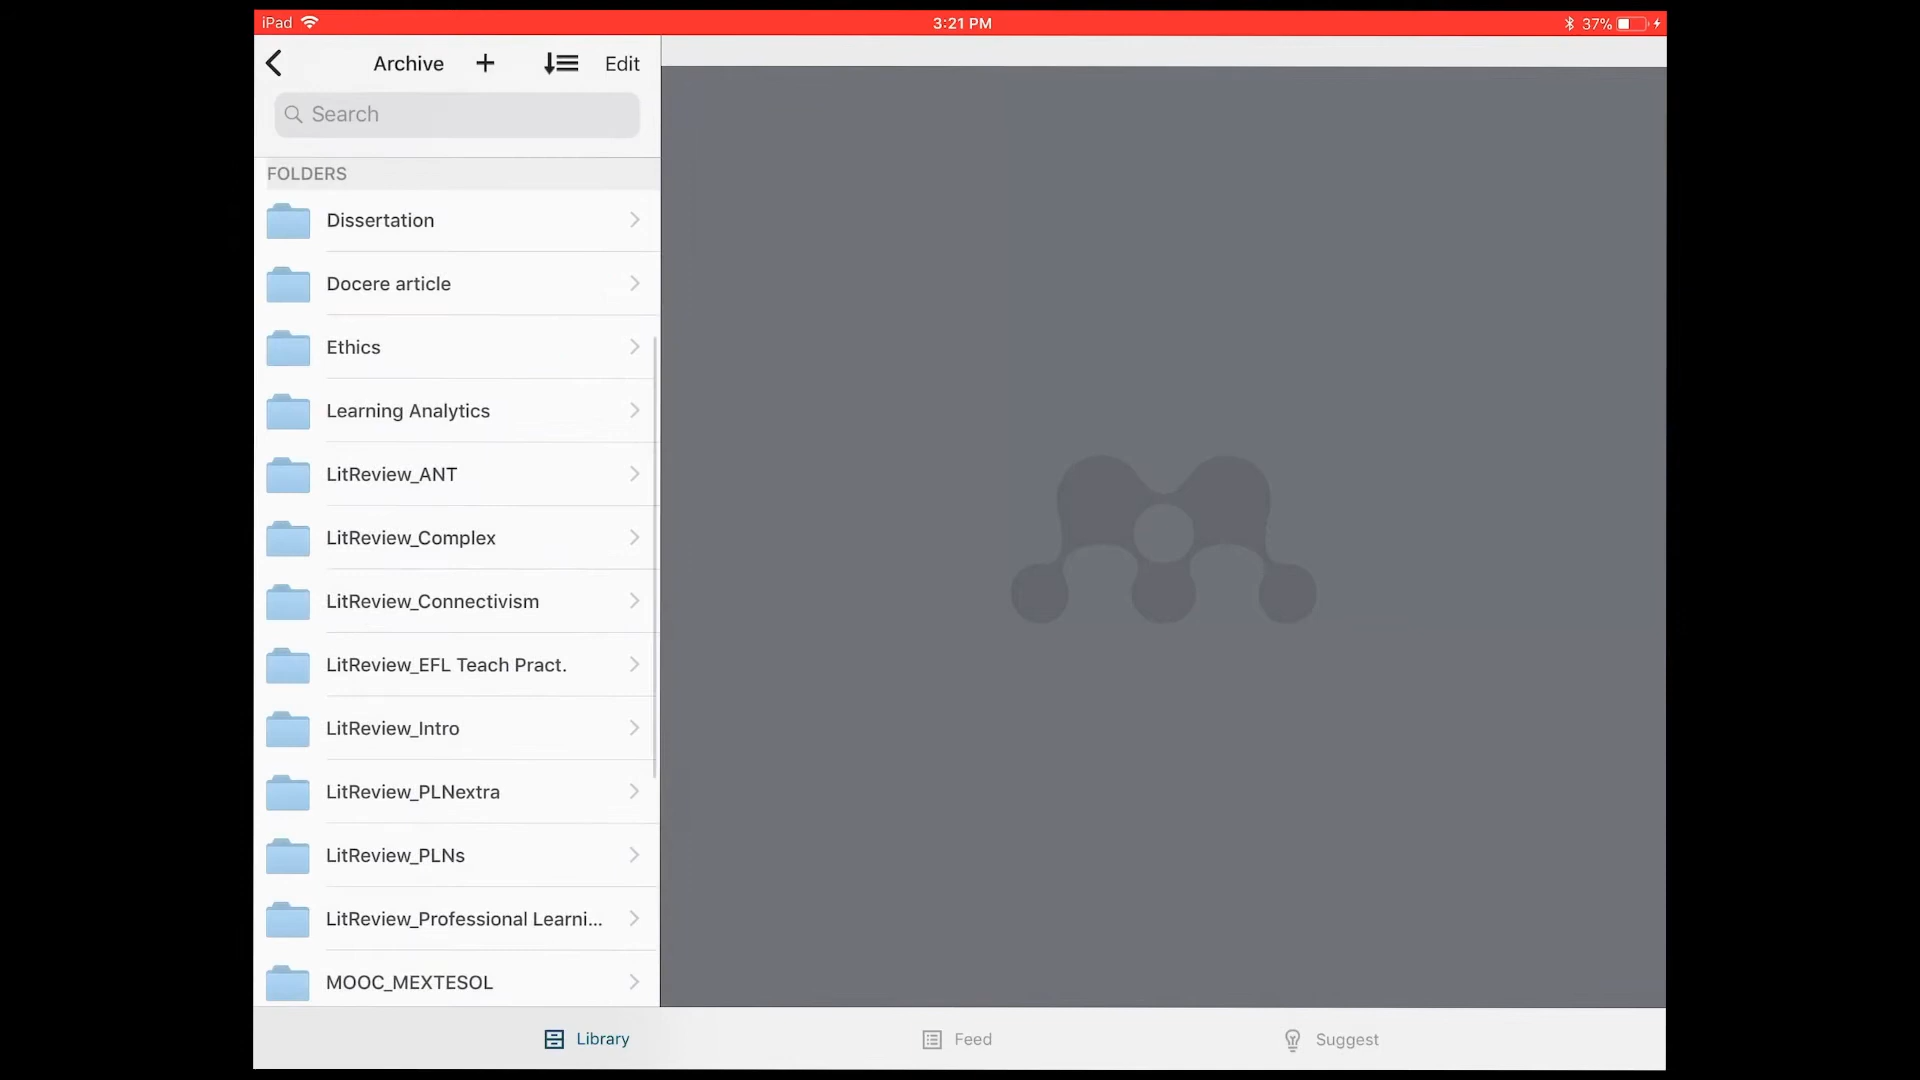 iPad 3:21 PM 37%
Archive + Edit
Search
FOLDERS
Dissertation
Docere article
Ethics
Learning Analytics
LitReview_ANT
LitReview_Complex
LitReview_Connectivism
LitReview_EFL Teach Pract.
LitReview_Intro
LitReview_PLNextra
LitReview_PLNs
LitReview_Professional Learni...
MOOC_MEXTESOL
Library Feed Suggest